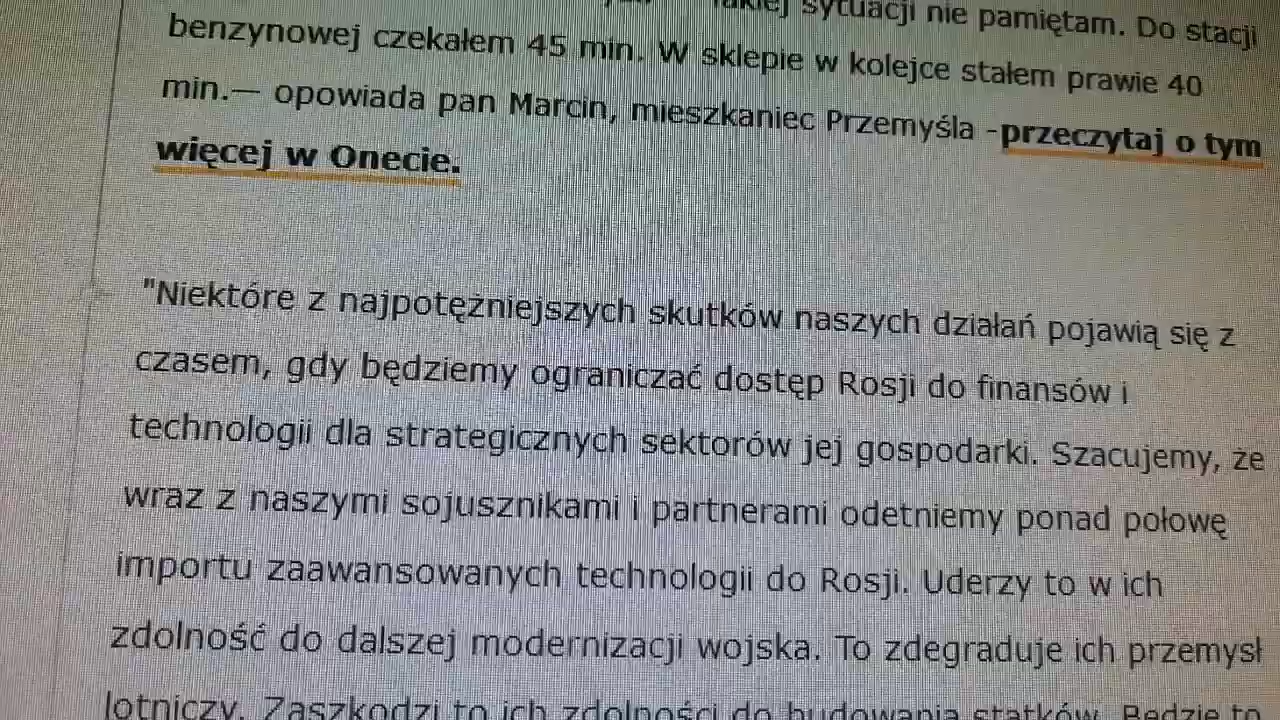 sytuacji nie pamiętam. Do stacji
benzynowej czekałem 45 min. W sklepie w kolejce stałem prawie 40
min.— opowiada pan Marcin, mieszkaniec Przemyśla -przeczytaj o tym
więcej w Onecie.
"Niektóre z najpotężniejszych skutków naszych działań pojawią się z
czasem, gdy będziemy ograniczać dostęp Rosji do finansów i
technologii dla strategicznych sektorów jej gospodarki. Szacujemy, że
wraz z naszymi sojusznikami i partnerami odetniemy ponad połowę
importu zaawansowanych technologii do Rosji. Uderzy to w ich
zdolność do dalszej modernizacji wojska. To zdegraduje ich przemysł
lotniczy. Zaszkodzi to ich zdolności do budowania statków. Będzie to